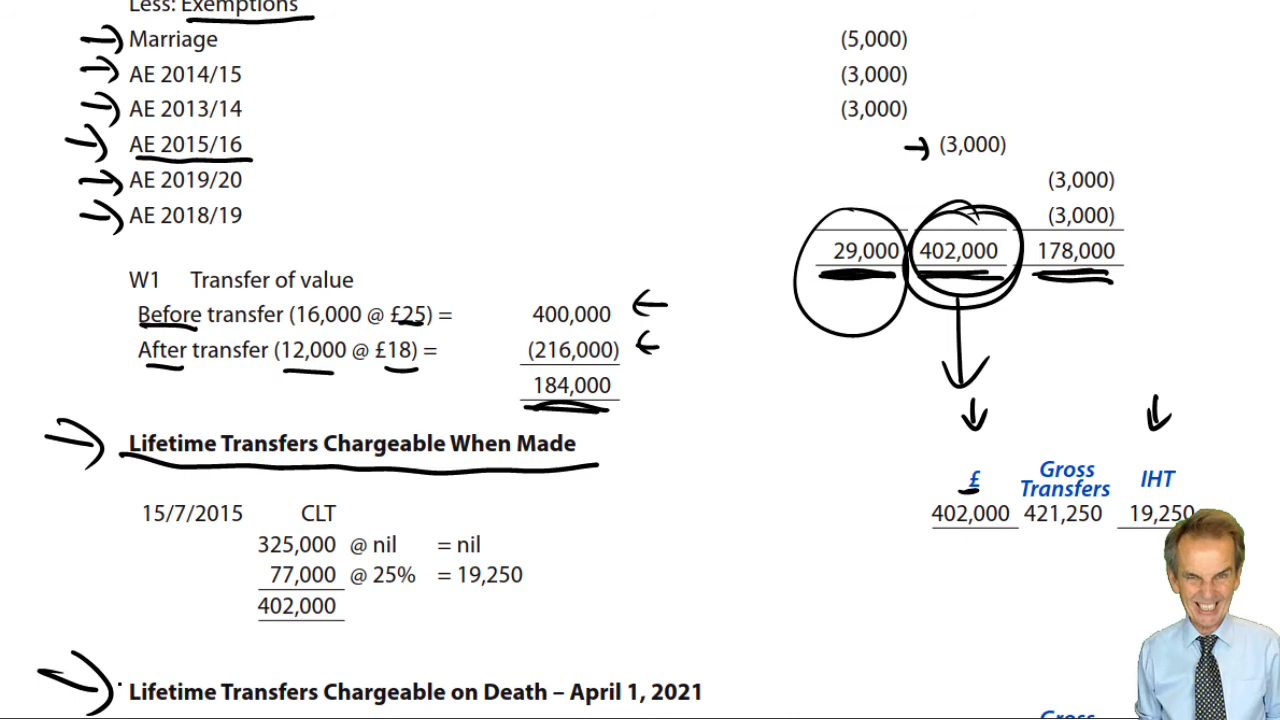 Less: Exemptions
Marriage (5,000)
AE 2014/15 (3,000)
AE 2013/14 (3,000)
AE 2015/16 (3,000)
AE 2019/20 (3,000)
AE 2018/19 (3,000)
29,000 402,000 178,000
W1 Transfer of value
Before transfer (16,000 @ £25) = 400,000
After transfer (12,000 @ £18) = (216,000)
184,000
Lifetime Transfers Chargeable When Made
£ Gross Transfers IHT
15/7/2015 CLT 402,000 421,250 19,250
325,000 @ nil = nil
77,000 @ 25% = 19,250
402,000
Lifetime Transfers Chargeable on Death – April 1, 2021
Gross